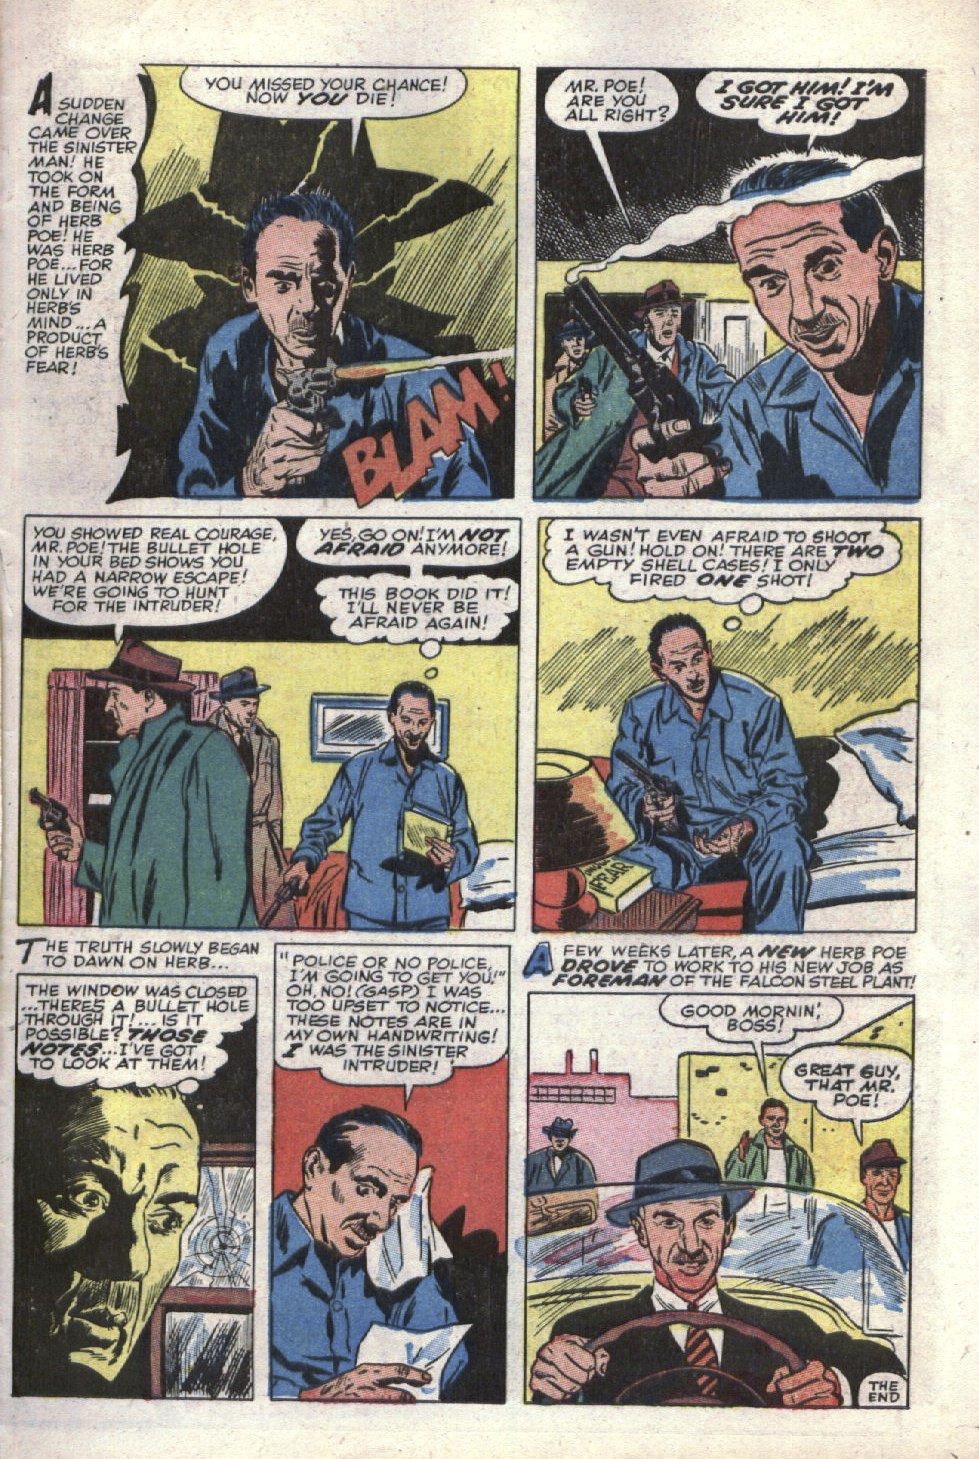 A SUDDEN
CHANGE
CAME OVER
THE SINISTER
MAN! HE
TOOK ON
THE FORM
AND BEING
OF HERB
POE! HE
WAS HERB
POE...FOR
HE LIVED
ONLY IN
HERB'S
MIND...A
PRODUCT
OF HERB'S
FEAR!
YOU MISSED YOUR CHANCE!
NOW YOU DIE!
BLAM!
MR. POE!
ARE YOU
ALL RIGHT?
I GOT HIM! I'M
SURE I GOT
HIM!
YOU SHOWED REAL COURAGE,
MR. POE! THE BULLET HOLE
IN YOUR BED SHOWS YOU
HAD A NARROW ESCAPE!
WE'RE GOING TO HUNT
FOR THE INTRUDER!
YES, GO ON! I'M NOT
AFRAID ANYMORE!
THIS BOOK DID IT!
I'LL NEVER BE
AFRAID AGAIN!
I WASN'T EVEN AFRAID TO SHOOT
A GUN! HOLD ON! THERE ARE TWO
EMPTY SHELL CASES! I ONLY
FIRED ONE SHOT!
FEAR
THE TRUTH SLOWLY BEGAN
TO DAWN ON HERB...
THE WINDOW WAS CLOSED
...THERE'S A BULLET HOLE
THROUGH IT!... IS IT
POSSIBLE? THOSE
NOTES...I'VE GOT
TO LOOK AT THEM!
"POLICE OR NO POLICE,
I'M GOING TO GET YOU!"
OH, NO! (GASP) I WAS
TOO UPSET TO NOTICE...
THESE NOTES ARE IN
MY OWN HANDWRITING!
I WAS THE SINISTER
INTRUDER!
A FEW WEEKS LATER, A NEW HERB POE
DROVE TO WORK TO HIS NEW JOB AS
FOREMAN OF THE FALCON STEEL PLANT!
GOOD MORNIN',
BOSS!
GREAT GUY,
THAT MR.
POE!
THE
END